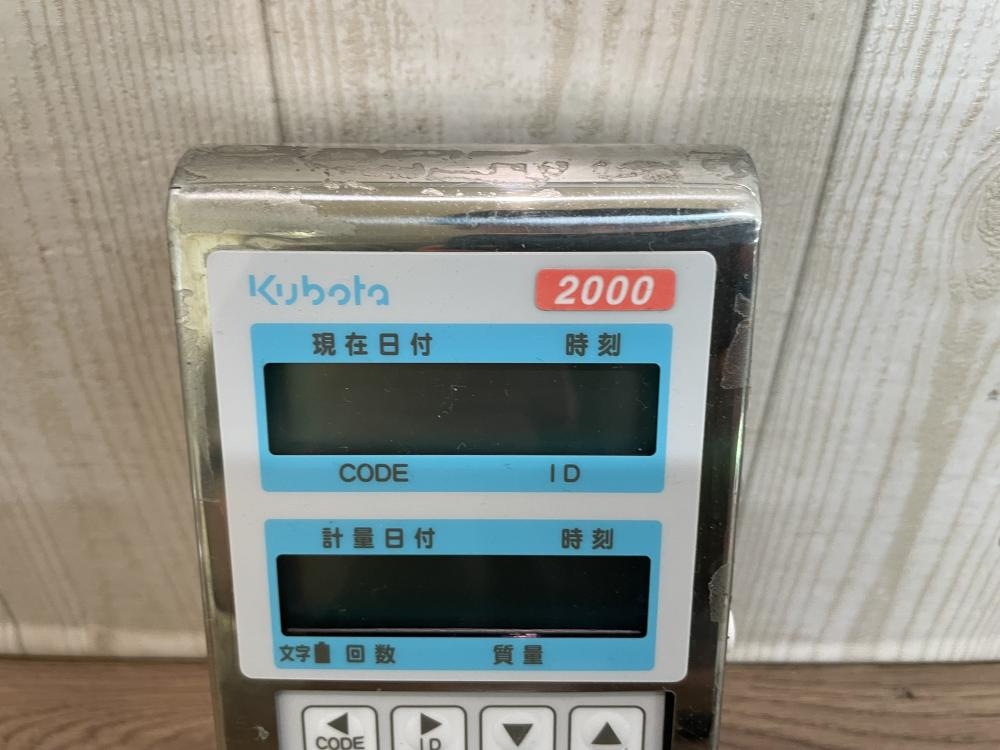 Kubota 2000
現在日付 時刻
CODE ID
計量日付 時刻
文字 回数 質量
CODE ID